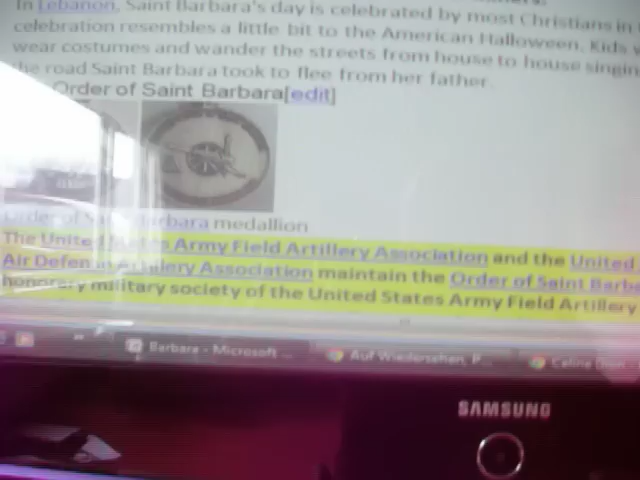 In Lebanon, Saint Barbara's day is celebrated by most Christians in
celebration resembles a little bit to the American Halloween. Kids
wear costumes and wander the streets from house to house singin
the road Saint Barbara took to flee from her father.
Order of Saint Barbara[edit]
Order of Saint Barbara medallion
The United States Army Field Artillery Association and the United
Air Defense Artillery Association maintain the Order of Saint Barba
honorary military society of the United States Army Field Artillery
Barbara - Microsoft ...
Auf Wiedersehen, P...
Celine
SAMSUNG